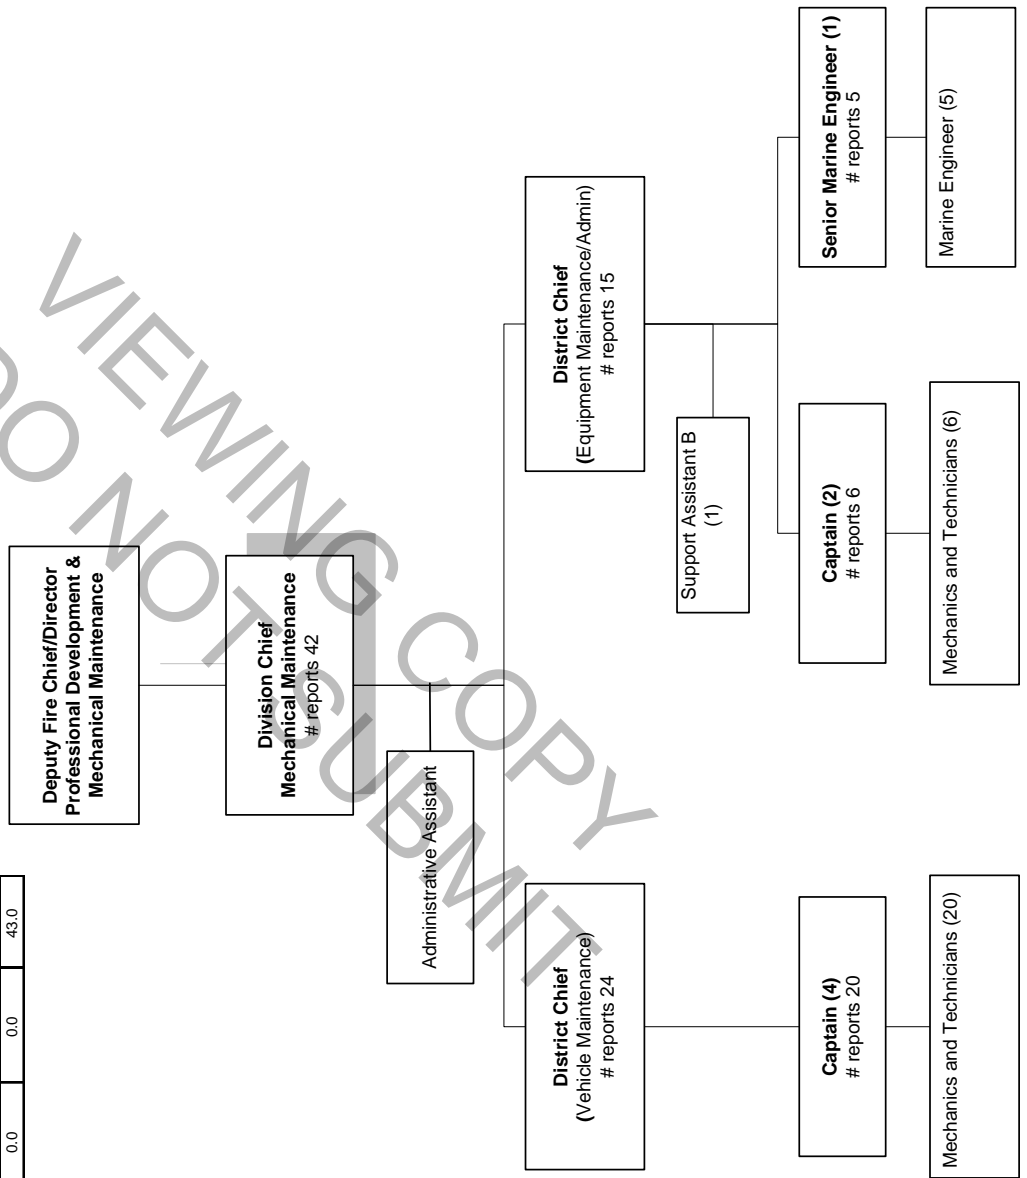 0.0 0.0 43.0
Deputy Fire Chief/Director
Professional Development &
Mechanical Maintenance
Division Chief
Mechanical Maintenance
# reports 42
Administrative Assistant
District Chief
(Vehicle Maintenance)
# reports 24
District Chief
(Equipment Maintenance/Admin)
# reports 15
Support Assistant B
(1)
Captain (4)
# reports 20
Captain (2)
# reports 6
Senior Marine Engineer (1)
# reports 5
Mechanics and Technicians (20)
Mechanics and Technicians (6)
Marine Engineer (5)
VIEWING COPY
DO NOT SUBMIT